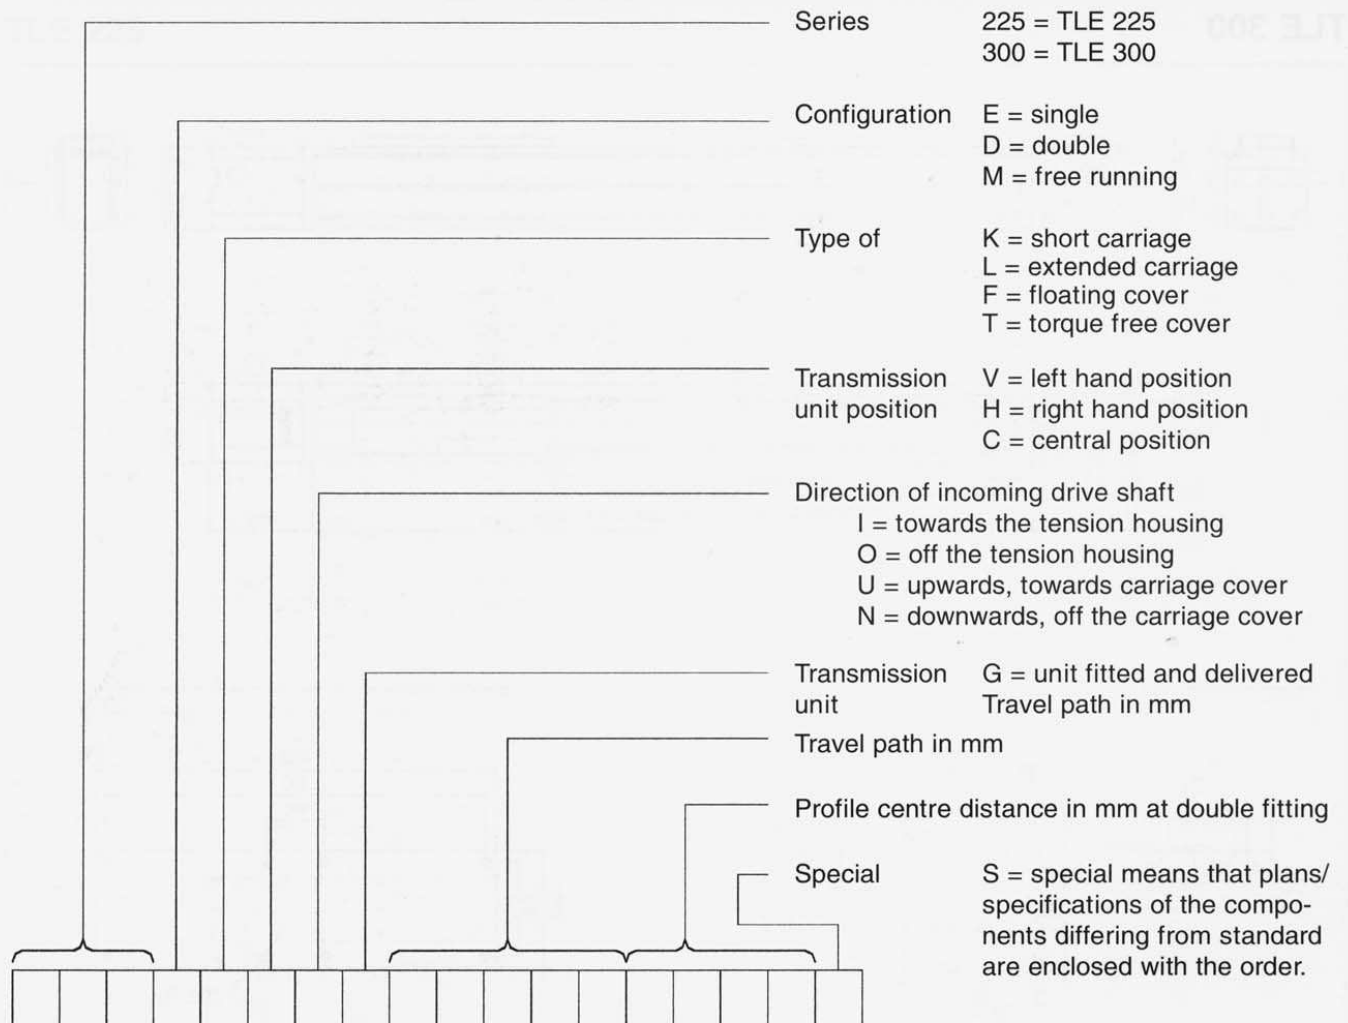 Series 225 = TLE 225
300 = TLE 300
TLE 300
TLE 225
Configuration E = single
D = double
M = free running
Type of K = short carriage
L = extended carriage
F = floating cover
T = torque free cover
Transmission V = left hand position
unit position H = right hand position
C = central position
Direction of incoming drive shaft
I = towards the tension housing
O = off the tension housing
U = upwards, towards carriage cover
N = downwards, off the carriage cover
Transmission G = unit fitted and delivered
unit Travel path in mm
Travel path in mm
Profile centre distance in mm at double fitting
Special S = special means that plans/
specifications of the compo-
nents differing from standard
are enclosed with the order.